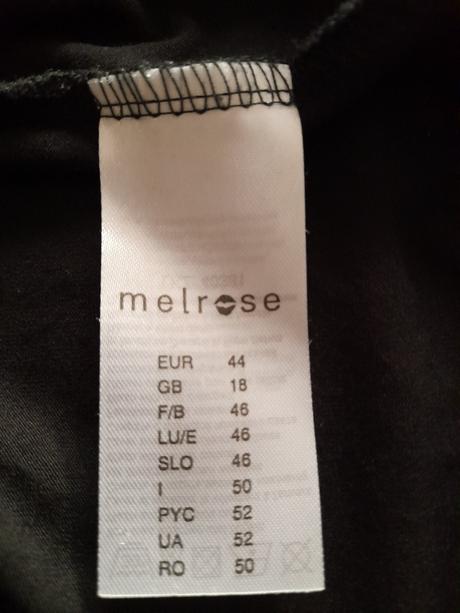 melrose
EUR 44
GB 18
F/B 46
LU/E 46
SLO 46
I 50
РУС 52
UA 52
RO 50